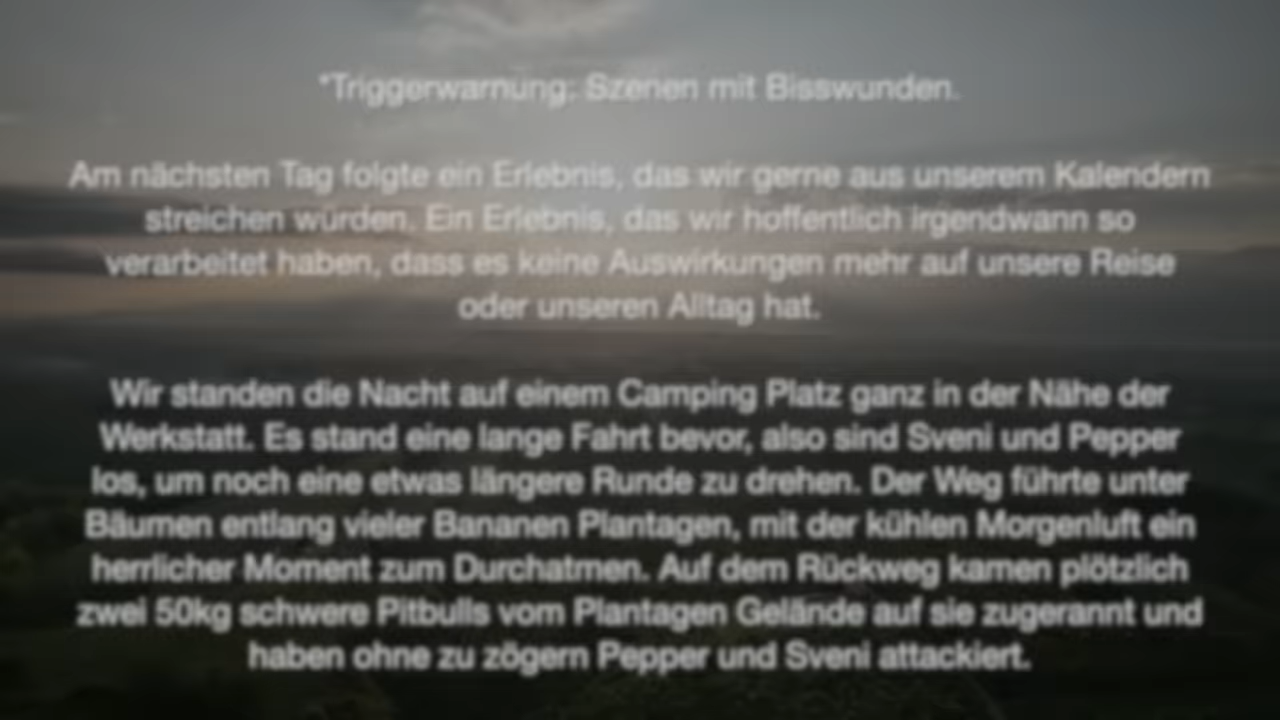 *Triggerwarnung: Szenen mit Bisswunden.
Am nächsten Tag folgte ein Erlebnis, das wir gerne aus unserem Kalendern
streichen würden. Ein Erlebnis, das wir hoffentlich irgendwann so
verarbeitet haben, dass es keine Auswirkungen mehr auf unsere Reise
oder unseren Alltag hat.
Wir standen die Nacht auf einem Camping Platz ganz in der Nähe der
Werkstatt. Es stand eine lange Fahrt bevor, also sind Sveni und Pepper
los, um noch eine etwas längere Runde zu drehen. Der Weg führte unter
Bäumen entlang vieler Bananen Plantagen, mit der kühlen Morgenluft ein
herrlicher Moment zum Durchatmen. Auf dem Rückweg kamen plötzlich
zwei 50kg schwere Pitbulls vom Plantagen Gelände auf sie zugerannt und
haben ohne zu zögern Pepper und Sveni attackiert.